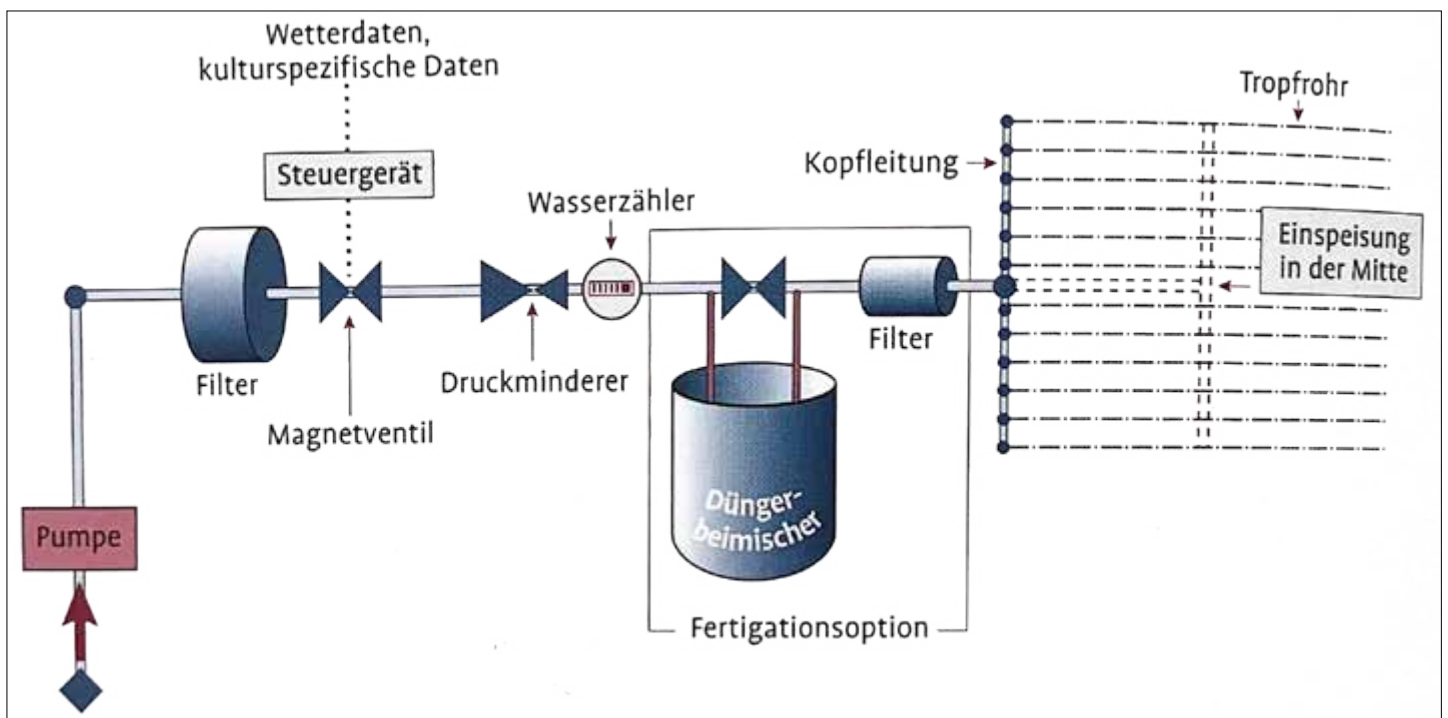 Wetterdaten,
kulturspezifische Daten
Steuergerät
Tropfrohr
Kopfleitung
Wasserzähler
Einspeisung
in der Mitte
Filter
Magnetventil
Druckminderer
Filter
Pumpe
Dünger-
beimischer
Fertigationsoption